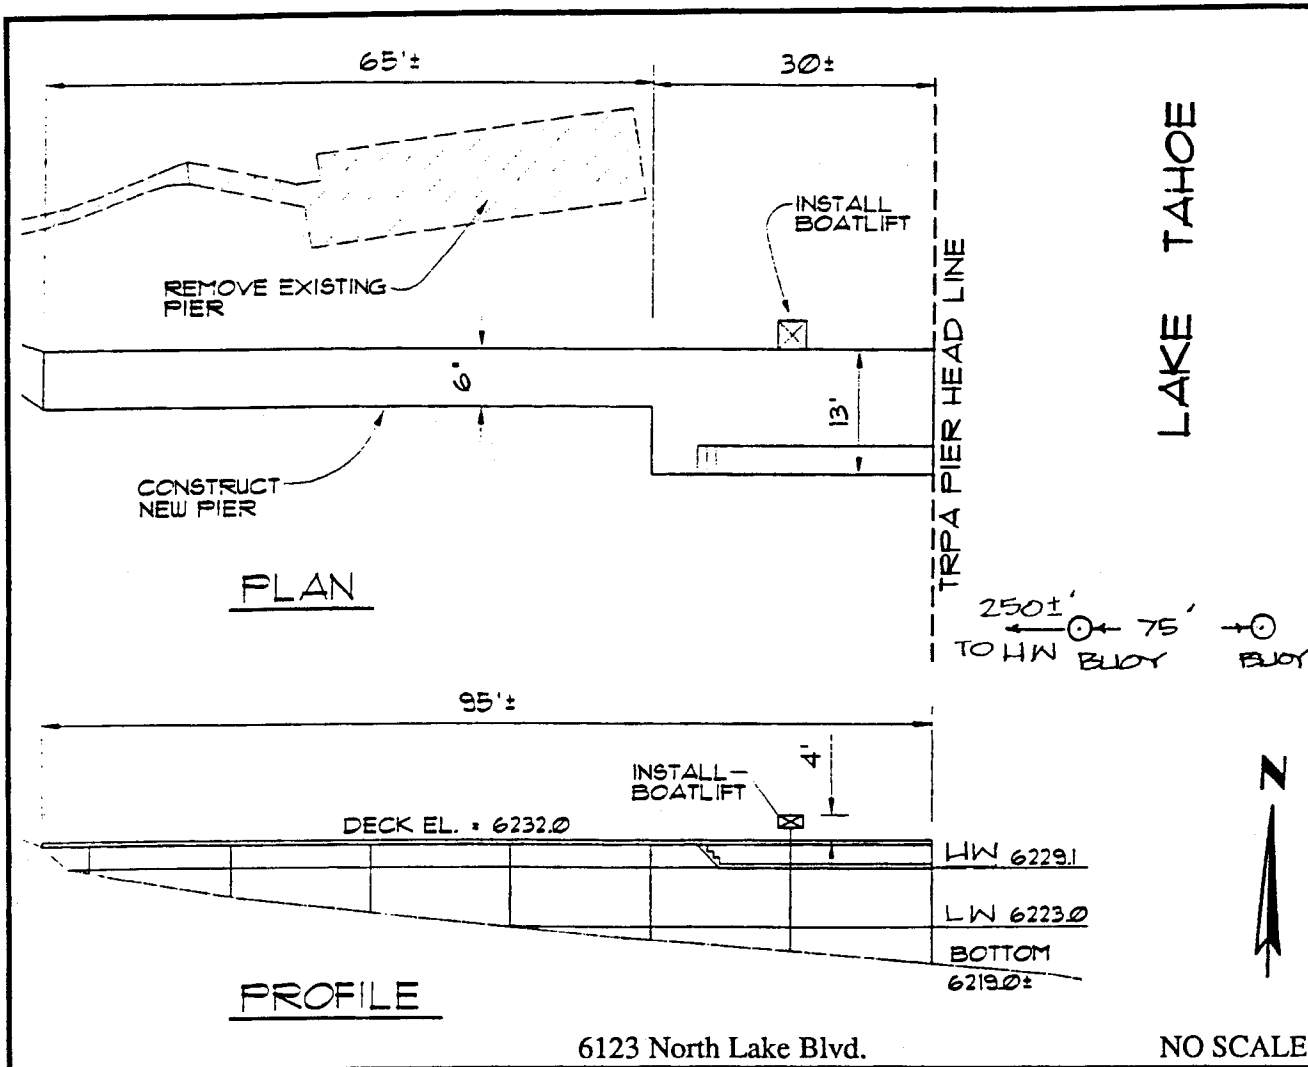 65'±
30±
LAKE TAHOE
INSTALL
BOATLIFT
REMOVE EXISTING
PIER
TRPA PIER HEAD LINE
6'
13'
CONSTRUCT
NEW PIER
PLAN
250±'
TO HW
75'
BUOY
BUOY
95'±
4'
INSTALL
BOATLIFT
N
DECK EL. = 6232.0
HW 6229.1
LW 6223.0
BOTTOM
6219.0±
PROFILE
6123 North Lake Blvd.
NO SCALE